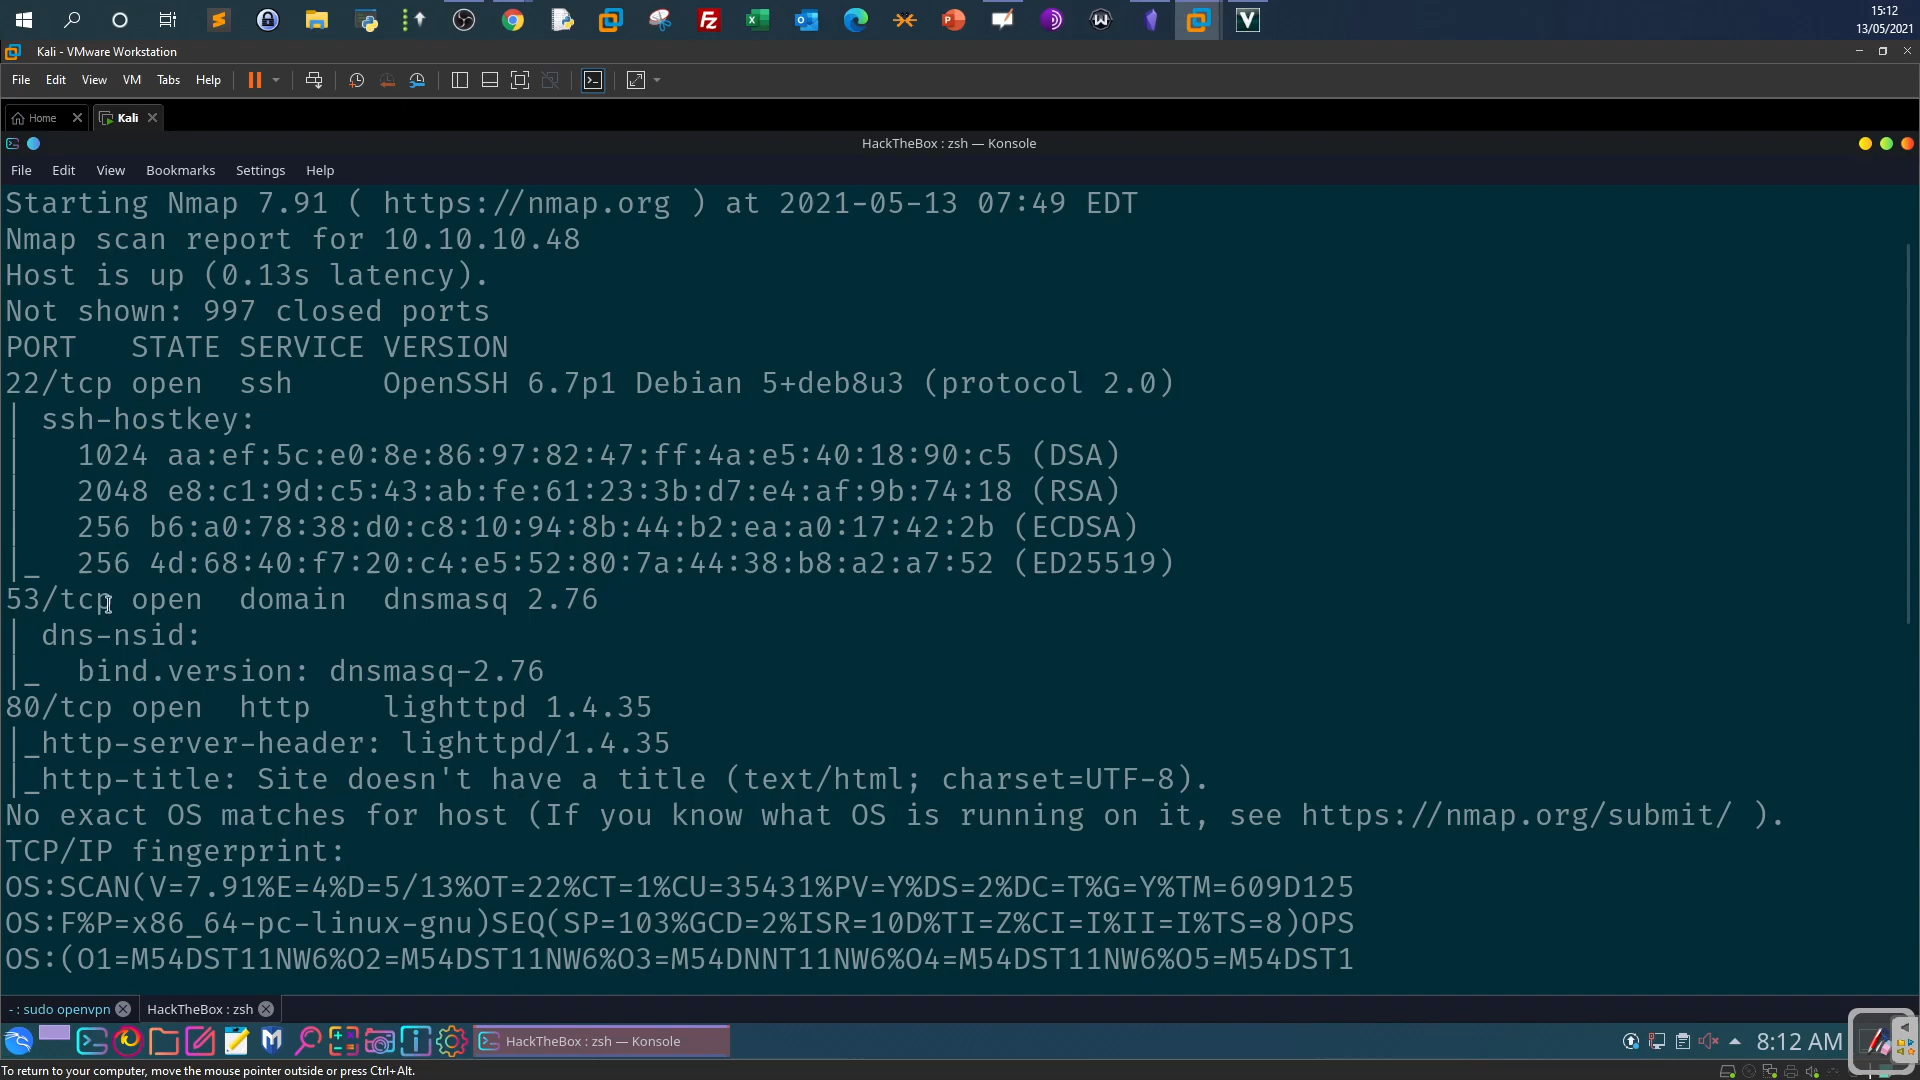 15:12
13/05/2021
Kali - VMware Workstation
File Edit View VM Tabs Help
Home Kali
HackTheBox : zsh — Konsole
File Edit View Bookmarks Settings Help
Starting Nmap 7.91 ( https://nmap.org ) at 2021-05-13 07:49 EDT
Nmap scan report for 10.10.10.48
Host is up (0.13s latency).
Not shown: 997 closed ports
PORT   STATE SERVICE VERSION
22/tcp open  ssh     OpenSSH 6.7p1 Debian 5+deb8u3 (protocol 2.0)
| ssh-hostkey:
|   1024 aa:ef:5c:e0:8e:86:97:82:47:ff:4a:e5:40:18:90:c5 (DSA)
|   2048 e8:c1:9d:c5:43:ab:fe:61:23:3b:d7:e4:af:9b:74:18 (RSA)
|   256 b6:a0:78:38:d0:c8:10:94:8b:44:b2:ea:a0:17:42:2b (ECDSA)
|_  256 4d:68:40:f7:20:c4:e5:52:80:7a:44:38:b8:a2:a7:52 (ED25519)
53/tcp open  domain  dnsmasq 2.76
| dns-nsid:
|_  bind.version: dnsmasq-2.76
80/tcp open  http    lighttpd 1.4.35
|_http-server-header: lighttpd/1.4.35
|_http-title: Site doesn't have a title (text/html; charset=UTF-8).
No exact OS matches for host (If you know what OS is running on it, see https://nmap.org/submit/ ).
TCP/IP fingerprint:
OS:SCAN(V=7.91%E=4%D=5/13%OT=22%CT=1%CU=35431%PV=Y%DS=2%DC=T%G=Y%TM=609D125
OS:F%P=x86_64-pc-linux-gnu)SEQ(SP=103%GCD=2%ISR=10D%TI=Z%CI=I%II=I%TS=8)OPS
OS:(O1=M54DST11NW6%O2=M54DST11NW6%O3=M54DNNT11NW6%O4=M54DST11NW6%O5=M54DST1
- : sudo openvpn HackTheBox : zsh
HackTheBox : zsh — Konsole
8:12 AM
To return to your computer, move the mouse pointer outside or press Ctrl+Alt.